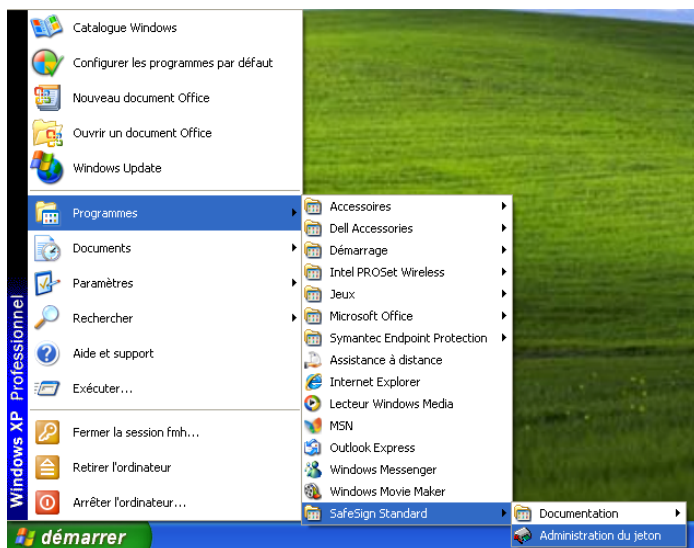 Catalogue Windows
Configurer les programmes par défaut
Nouveau document Office
Ouvrir un document Office
Windows Update
Programmes
Documents
Paramètres
Rechercher
Aide et support
Exécuter...
Fermer la session fmh...
Retirer l'ordinateur
Arrêter l'ordinateur...
Windows XP Professionnel
démarrer
Accessoires
Dell Accessories
Démarrage
Intel PROSet Wireless
Jeux
Microsoft Office
Symantec Endpoint Protection
Assistance à distance
Internet Explorer
Lecteur Windows Media
MSN
Outlook Express
Windows Messenger
Windows Movie Maker
SafeSign Standard
Documentation
Administration du jeton